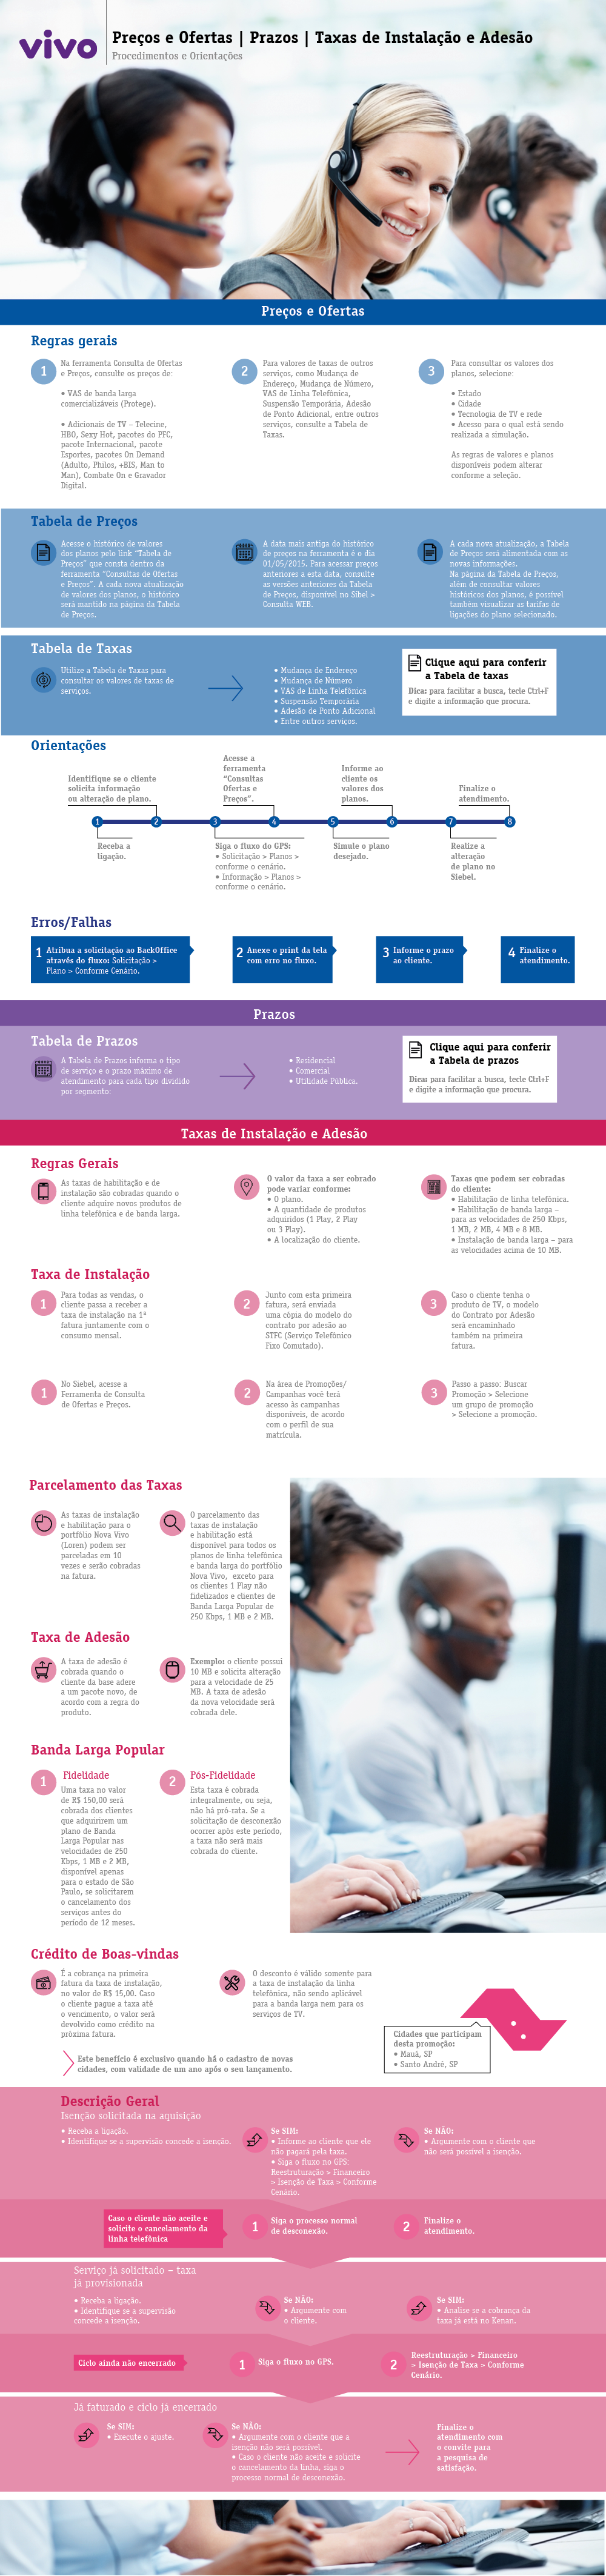 vivo
Preços e Ofertas | Prazos | Taxas de Instalação e Adesão
Procedimentos e Orientações
Preços e Ofertas
Regras gerais
1
Na ferramenta Consulta de Ofertas
e Preços, consulte os preços de:
• VAS de banda larga
comercializáveis (Protege).
• Adicionais de TV – Telecine,
HBO, Sexy Hot, pacotes do PFC,
pacote Internacional, pacote
Esportes, pacotes On Demand
(Adulto, Philos, +BIS, Man to
Man), Combate On e Gravador
Digital.
2
Para valores de taxas de outros
serviços, como Mudança de
Endereço, Mudança de Número,
VAS de Linha Telefônica,
Suspensão Temporária, Adesão
de Ponto Adicional, entre outros
serviços, consulte a Tabela de
Taxas.
3
Para consultar os valores dos
planos, selecione:
• Estado
• Cidade
• Tecnologia de TV e rede
• Acesso para o qual está sendo
realizada a simulação.
As regras de valores e planos
disponíveis podem alterar
conforme a seleção.
Tabela de Preços
Acesse o histórico de valores
dos planos pelo link "Tabela de
Preços" que consta dentro da
ferramenta "Consultas de Ofertas
e Preços". A cada nova atualização
de valores dos planos, o histórico
será mantido na página da Tabela
de Preços.
A data mais antiga do histórico
de preços na ferramenta é o dia
01/05/2015. Para acessar preços
anteriores a esta data, consulte
as versões anteriores da Tabela
de Preços, disponível no Sibel >
Consulta WEB.
A cada nova atualização, a Tabela
de Preços será alimentada com as
novas informações.
Na página da Tabela de Preços,
além de consultar valores
históricos dos planos, é possível
também visualizar as tarifas de
ligações do plano selecionado.
Tabela de Taxas
Utilize a Tabela de Taxas para
consultar os valores de taxas de
serviços.
• Mudança de Endereço
• Mudança de Número
• VAS de Linha Telefônica
• Suspensão Temporária
• Adesão de Ponto Adicional
• Entre outros serviços.
Clique aqui para conferir
a Tabela de taxas
Dica: para facilitar a busca, tecle Ctrl+F
e digite a informação que procura.
Orientações
1
Receba a
ligação.
2
Identifique se o cliente
solicita informação
ou alteração de plano.
3
Siga o fluxo do GPS:
• Solicitação > Planos >
conforme o cenário.
• Informação > Planos >
conforme o cenário.
4
Acesse a
ferramenta
"Consultas
Ofertas e
Preços".
5
Simule o plano
desejado.
6
Informe ao
cliente os
valores dos
planos.
7
Realize a
alteração
de plano no
Siebel.
8
Finalize o
atendimento.
Erros/Falhas
1 Atribua a solicitação ao BackOffice
através do fluxo: Solicitação >
Plano > Conforme Cenário.
2 Anexe o print da tela
com erro no fluxo.
3 Informe o prazo
ao cliente.
4 Finalize o
atendimento.
Prazos
Tabela de Prazos
A Tabela de Prazos informa o tipo
de serviço e o prazo máximo de
atendimento para cada tipo dividido
por segmento:
• Residencial
• Comercial
• Utilidade Pública.
Clique aqui para conferir
a Tabela de prazos
Dica: para facilitar a busca, tecle Ctrl+F
e digite a informação que procura.
Taxas de Instalação e Adesão
Regras Gerais
As taxas de habilitação e de
instalação são cobradas quando o
cliente adquire novos produtos de
linha telefônica e de banda larga.
O valor da taxa a ser cobrado
pode variar conforme:
• O plano.
• A quantidade de produtos
adquiridos (1 Play, 2 Play
ou 3 Play).
• A localização do cliente.
Taxas que podem ser cobradas
do cliente:
• Habilitação de linha telefônica.
• Habilitação de banda larga –
para as velocidades de 250 Kbps,
1 MB, 2 MB, 4 MB e 8 MB.
• Instalação de banda larga – para
as velocidades acima de 10 MB.
Taxa de Instalação
1
Para todas as vendas, o
cliente passa a receber a
taxa de instalação na 1ª
fatura juntamente com o
consumo mensal.
2
Junto com esta primeira
fatura, será enviada
uma cópia do modelo do
contrato por adesão ao
STFC (Serviço Telefônico
Fixo Comutado).
3
Caso o cliente tenha o
produto de TV, o modelo
do Contrato por Adesão
será encaminhado
também na primeira
fatura.
1
No Siebel, acesse a
Ferramenta de Consulta
de Ofertas e Preços.
2
Na área de Promoções/
Campanhas você terá
acesso às campanhas
disponíveis, de acordo
com o perfil de sua
matrícula.
3
Passo a passo: Buscar
Promoção > Selecione
um grupo de promoção
> Selecione a promoção.
Parcelamento das Taxas
As taxas de instalação
e habilitação para o
portfólio Nova Vivo
(Loren) podem ser
parceladas em 10
vezes e serão cobradas
na fatura.
O parcelamento das
taxas de instalação
e habilitação está
disponível para todos os
planos de linha telefônica
e banda larga do portfólio
Nova Vivo, exceto para
os clientes 1 Play não
fidelizados e clientes de
Banda Larga Popular de
250 Kbps, 1 MB e 2 MB.
Taxa de Adesão
A taxa de adesão é
cobrada quando o
cliente da base adere
a um pacote novo, de
acordo com a regra do
produto.
Exemplo: o cliente possui
10 MB e solicita alteração
para a velocidade de 25
MB. A taxa de adesão
da nova velocidade será
cobrada dele.
Banda Larga Popular
1 Fidelidade
Uma taxa no valor
de R$ 150,00 será
cobrada dos clientes
que adquirirem um
plano de Banda
Larga Popular nas
velocidades de 250
Kbps, 1 MB e 2 MB,
disponível apenas
para o estado de São
Paulo, se solicitarem
o cancelamento dos
serviços antes do
período de 12 meses.
2 Pós-Fidelidade
Esta taxa é cobrada
integralmente, ou seja,
não há pró-rata. Se a
solicitação de desconexão
ocorrer após este período,
a taxa não será mais
cobrada do cliente.
Crédito de Boas-vindas
É a cobrança na primeira
fatura da taxa de instalação,
no valor de R$ 15,00. Caso
o cliente pague a taxa até
o vencimento, o valor será
devolvido como crédito na
próxima fatura.
O desconto é válido somente para
a taxa de instalação da linha
telefônica, não sendo aplicável
para a banda larga nem para os
serviços de TV.
Cidades que participam
desta promoção:
• Mauá, SP
• Santo André, SP
Este benefício é exclusivo quando há o cadastro de novas
cidades, com validade de um ano após o seu lançamento.
Descrição Geral
Isenção solicitada na aquisição
• Receba a ligação.
• Identifique se a supervisão concede a isenção.
Se SIM:
• Informe ao cliente que ele
não pagará pela taxa.
• Siga o fluxo no GPS:
Reestruturação > Financeiro
> Isenção de Taxa > Conforme
Cenário.
Se NÃO:
• Argumente com o cliente que
não será possível a isenção.
Caso o cliente não aceite e
solicite o cancelamento da
linha telefônica
1 Siga o processo normal
de desconexão.
2 Finalize o
atendimento.
Serviço já solicitado – taxa
já provisionada
• Receba a ligação.
• Identifique se a supervisão
concede a isenção.
Se NÃO:
• Argumente com
o cliente.
Se SIM:
• Analise se a cobrança da
taxa já está no Kenan.
Ciclo ainda não encerrado
1 Siga o fluxo no GPS.
2 Reestruturação > Financeiro
> Isenção de Taxa > Conforme
Cenário.
Já faturado e ciclo já encerrado
Se SIM:
• Execute o ajuste.
Se NÃO:
• Argumente com o cliente que a
isenção não será possível.
• Caso o cliente não aceite e solicite
o cancelamento da linha, siga o
processo normal de desconexão.
Finalize o
atendimento com
o convite para
a pesquisa de
satisfação.